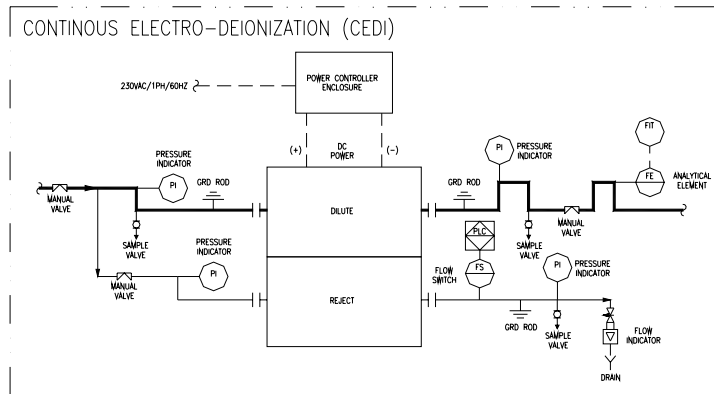 CONTINOUS ELECTRO-DEIONIZATION (CEDI)
POWER CONTROLLER
ENCLOSURE
230VAC/1PH/60HZ
(+)
DC
POWER
(-)
PRESSURE
INDICATOR
PI
MANUAL
VALVE
GRD ROD
SAMPLE
VALVE
DILUTE
PI
PRESSURE
INDICATOR
GRD ROD
FIT
FE
ANALYTICAL
ELEMENT
SAMPLE
VALVE
MANUAL
VALVE
PRESSURE
INDICATOR
PI
MANUAL
VALVE
REJECT
PLC
FS
FLOW
SWITCH
PI
PRESSURE
INDICATOR
GRD ROD
SAMPLE
VALVE
FLOW
INDICATOR
DRAIN